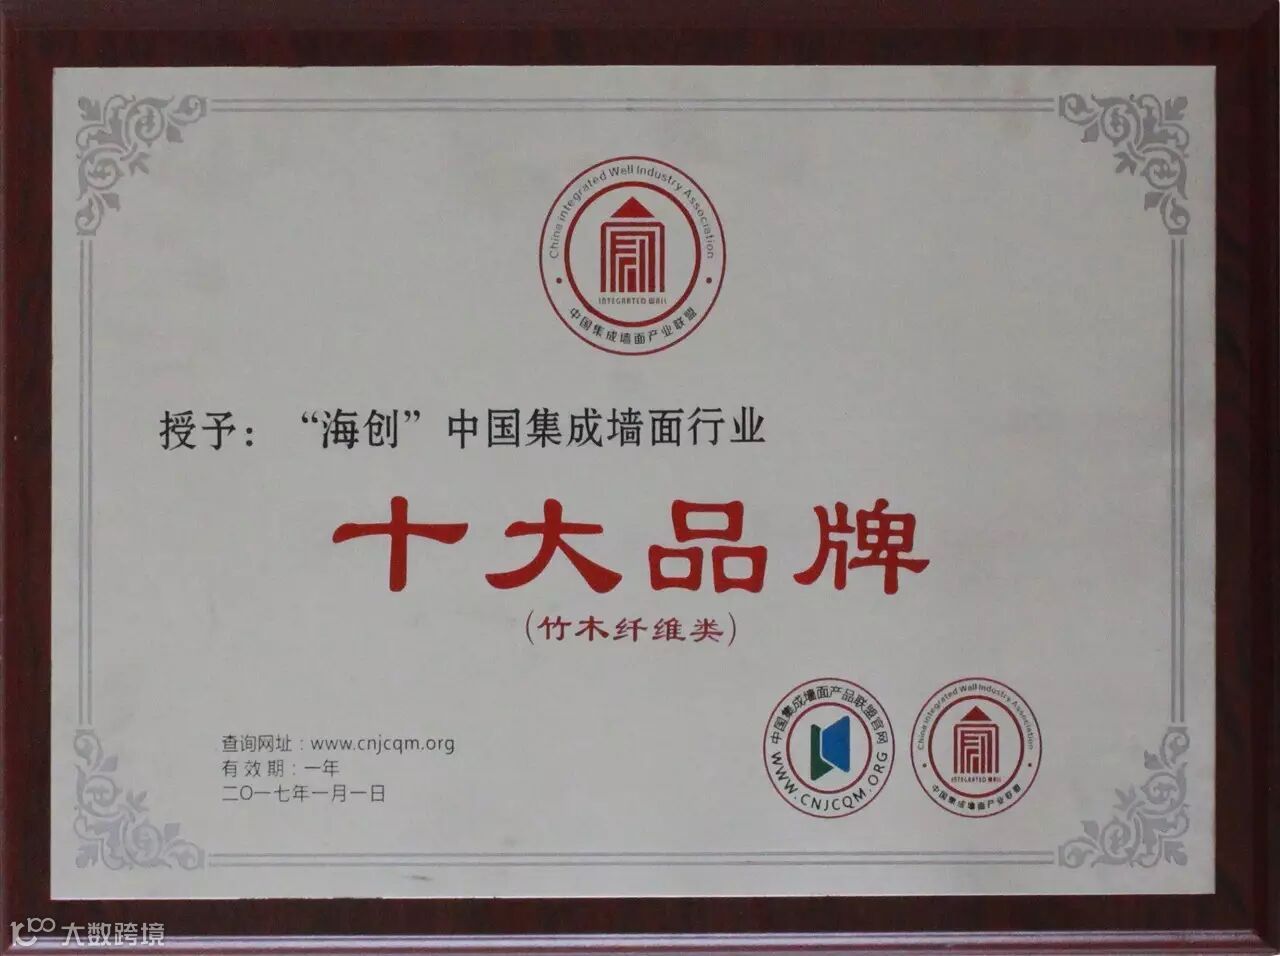 China integrated Wall Industry Association
INTEGRATED WALL
中国集成墙面产业联盟
授予：“海创”中国集成墙面行业
十大品牌
（竹木纤维类）
查询网址：www.cnjcqm.org
有效期：一年
二〇一七年一月一日
中国集成墙面产品联盟官网
WWW.CNJCQM.ORG
China integrated Wall Industry Association
INTEGRATED WALL
中国集成墙面产业联盟
大数跨境